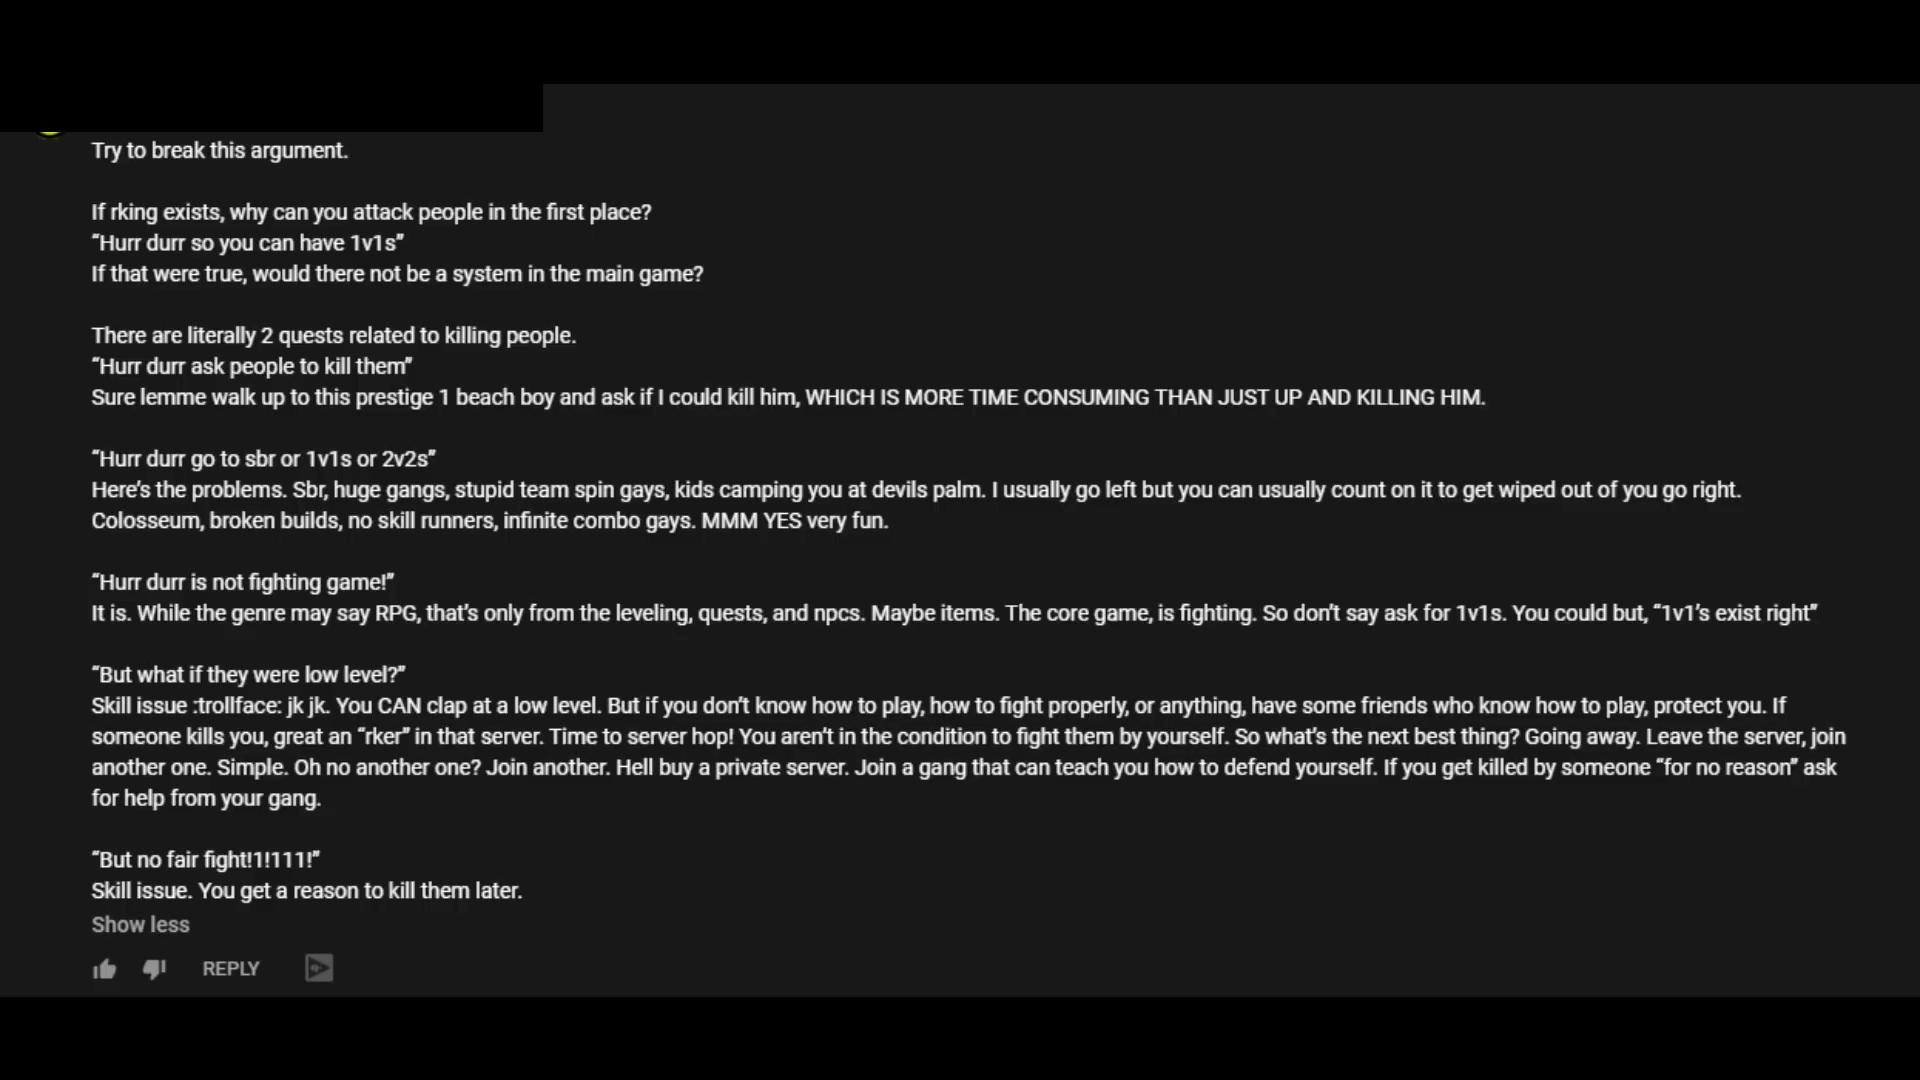 Try to break this argument.
If rking exists, why can you attack people in the first place?
“Hurr durr so you can have 1v1s”
If that were true, would there not be a system in the main game?
There are literally 2 quests related to killing people.
“Hurr durr ask people to kill them”
Sure lemme walk up to this prestige 1 beach boy and ask if I could kill him, WHICH IS MORE TIME CONSUMING THAN JUST UP AND KILLING HIM.
“Hurr durr go to sbr or 1v1s or 2v2s”
Here’s the problems. Sbr, huge gangs, stupid team spin gays, kids camping you at devils palm. I usually go left but you can usually count on it to get wiped out of you go right.
Colosseum, broken builds, no skill runners, infinite combo gays. MMM YES very fun.
“Hurr durr is not fighting game!”
It is. While the genre may say RPG, that’s only from the leveling, quests, and npcs. Maybe items. The core game, is fighting. So don’t say ask for 1v1s. You could but, “1v1’s exist right”
“But what if they were low level?”
Skill issue :trollface: jk jk. You CAN clap at a low level. But if you don’t know how to play, how to fight properly, or anything, have some friends who know how to play, protect you. If
someone kills you, great an “rker” in that server. Time to server hop! You aren’t in the condition to fight them by yourself. So what’s the next best thing? Going away. Leave the server, join
another one. Simple. Oh no another one? Join another. Hell buy a private server. Join a gang that can teach you how to defend yourself. If you get killed by someone “for no reason” ask
for help from your gang.
“But no fair fight!1!111!”
Skill issue. You get a reason to kill them later.
Show less
REPLY